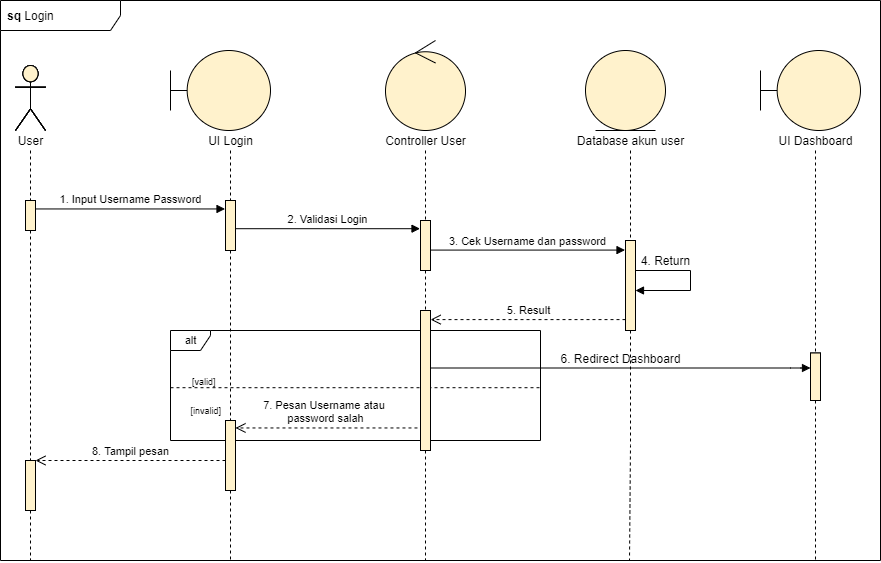 sq Login
User
UI Login
Controller User
Database akun user
UI Dashboard
1. Input Username Password
2. Validasi Login
3. Cek Username dan password
4. Return
5. Result
alt
6. Redirect Dashboard
[valid]
[invalid]
7. Pesan Username atau
password salah
8. Tampil pesan